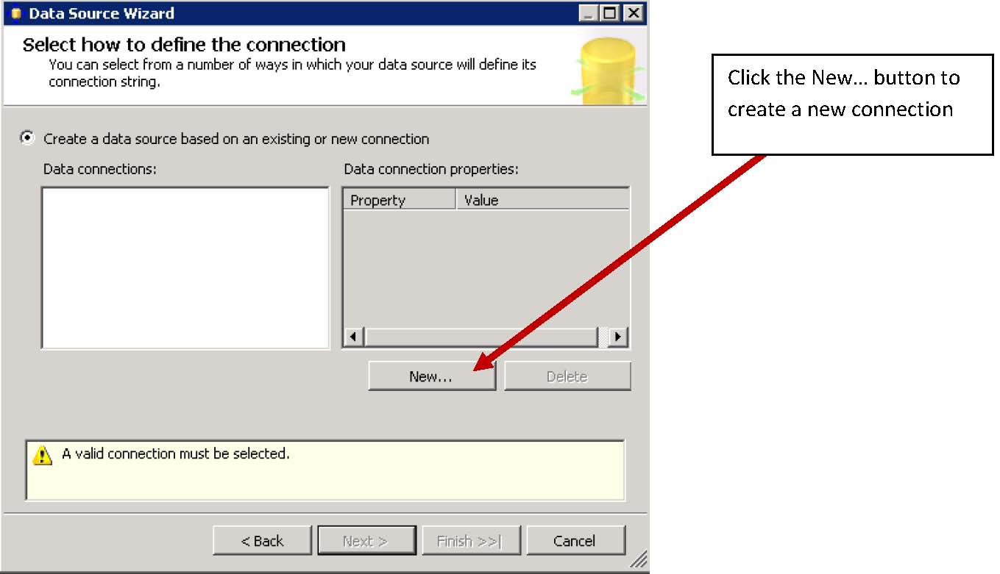 Data Source Wizard
Select how to define the connection
You can select from a number of ways in which your data source will define its
connection string.
Click the New... button to
create a new connection
Create a data source based on an existing or new connection
Data connections:
Data connection properties:
Property
Value
New...
Delete
A valid connection must be selected.
< Back
Next >
Finish >>|
Cancel